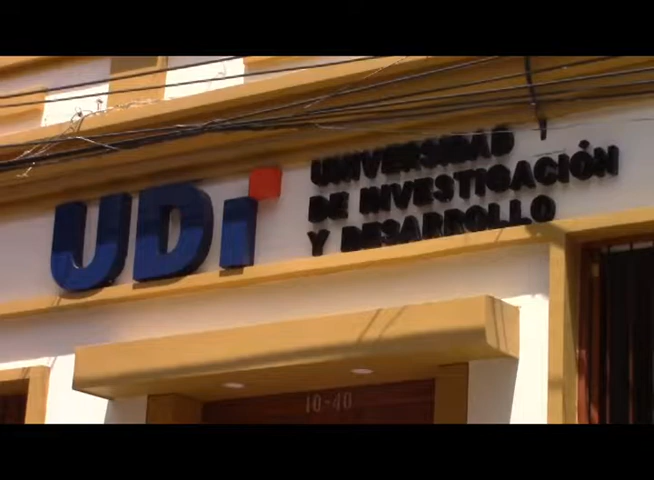 UDi
UNIVERSIDAD
DE INVESTIGACIÓN
Y DESARROLLO
10-40